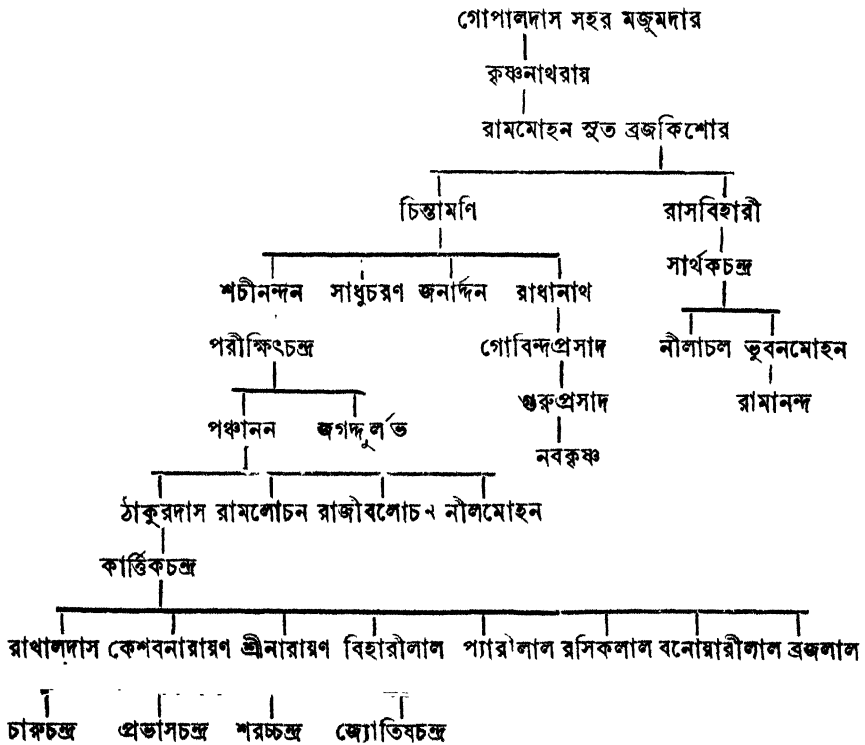 গোপালদাস সহর মজুমদার
কৃষ্ণনাথরায়
রামমোহন সুত ব্রজকিশোর
চিন্তামণি রাসবিহারী
সার্থকচন্দ্র
শচীনন্দন সাধুচরণ জনার্দ্দন রাধানাথ
পরীক্ষিৎচন্দ্র গোবিন্দপ্রসাদ নীলাচল ভুবনমোহন
গুরুপ্রসাদ রামানন্দ
পঞ্চানন জগদ্দুর্লভ
নবকৃষ্ণ
ঠাকুরদাস রামলোচন রাজীবলোচন নীলমোহন
কার্ত্তিকচন্দ্র
রাখালদাস কেশবনারায়ণ শ্রীনারায়ণ বিহারীলাল প্যারীলাল রসিকলাল বনোয়ারীলাল ব্রজলাল
চারুচন্দ্র প্রভাসচন্দ্র শরচ্চন্দ্র জ্যোতিষচন্দ্র